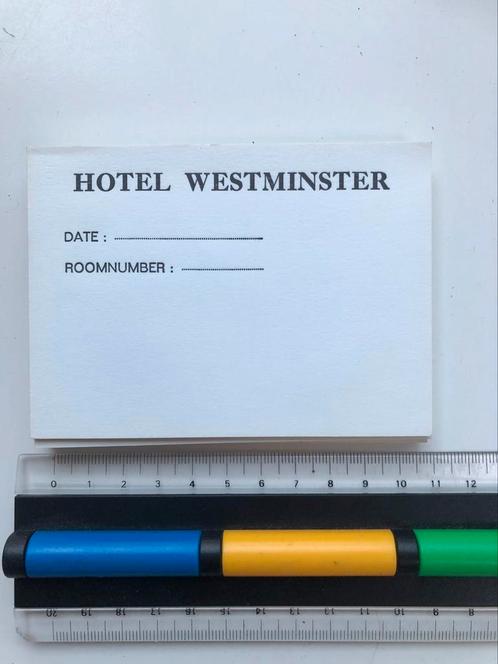 HOTEL WESTMINSTER
DATE :
ROOMNUMBER :
0 1 2 3 4 5 6 7 8 9 10 11 12
20 19 18 17 16 15 14 13 12 11 10 9 8